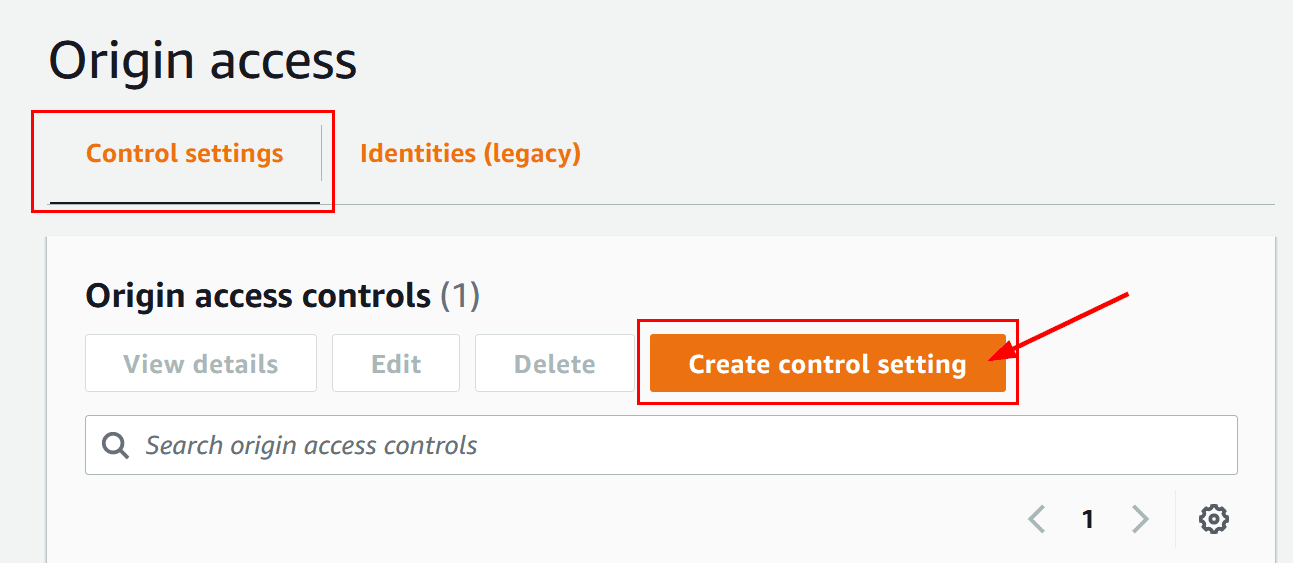 Origin access
Control settings Identities (legacy)
Origin access controls (1)
View details Edit Delete Create control setting
Search origin access controls
1